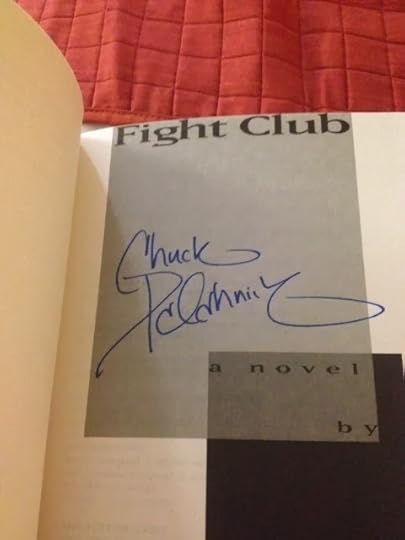 Fight Club
Chuck
Palahniuk
a novel
by